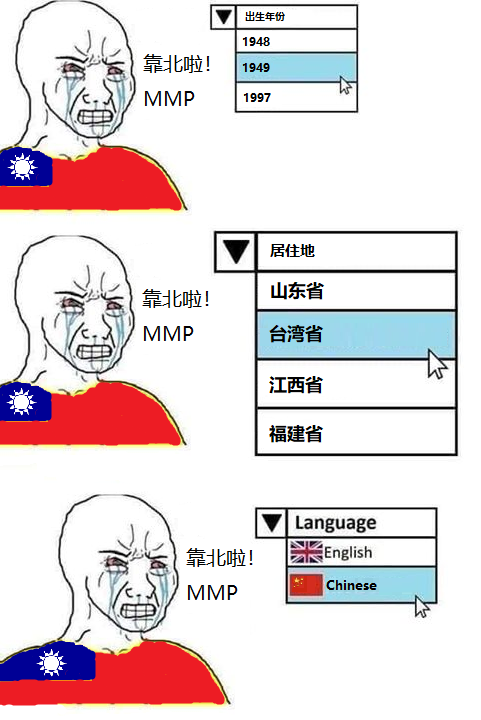 出生年份
1948
1949
1997
靠北啦！
MMP
居住地
山东省
台湾省
江西省
福建省
靠北啦！
MMP
Language
English
Chinese
靠北啦！
MMP